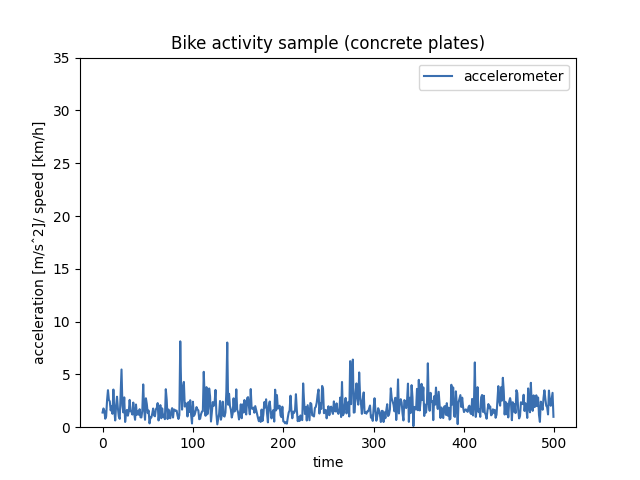 Bike activity sample (concrete plates)
accelerometer
35
30
25
20
15
10
5
0
acceleration [m/sˆ2]/ speed [km/h]
0 100 200 300 400 500
time